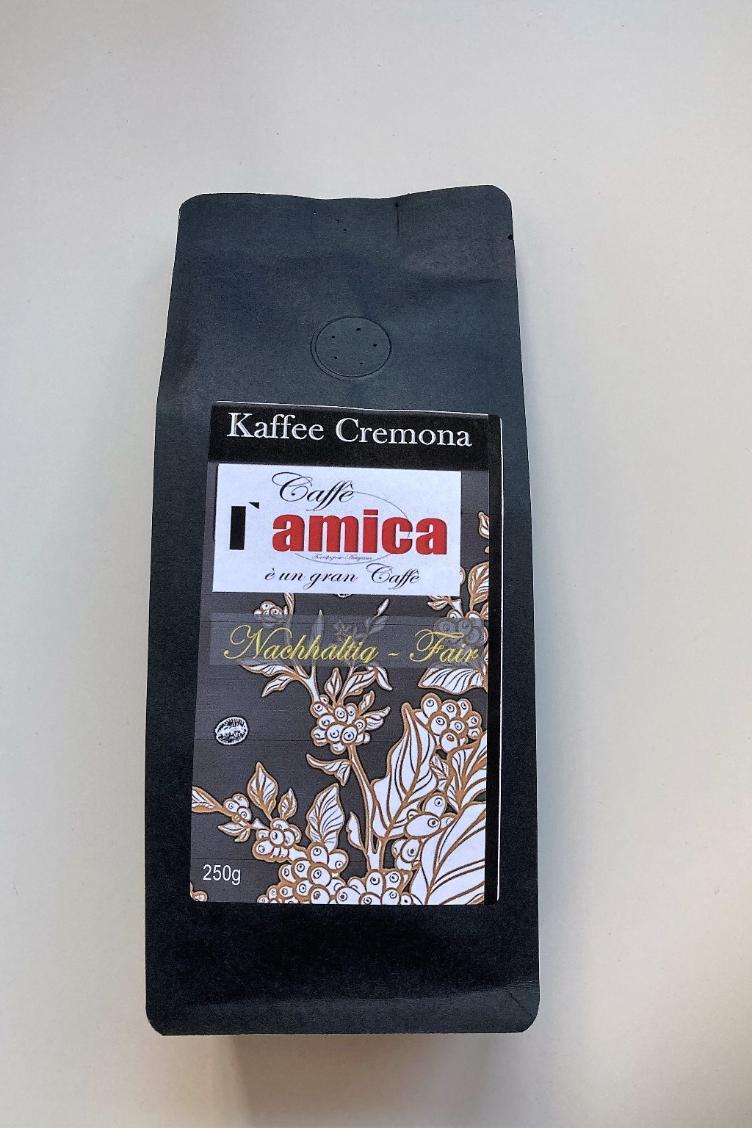 Kaffee Cremona
Caffè
l` amica
è un gran Caffè
Nachhaltig - Fair
250g